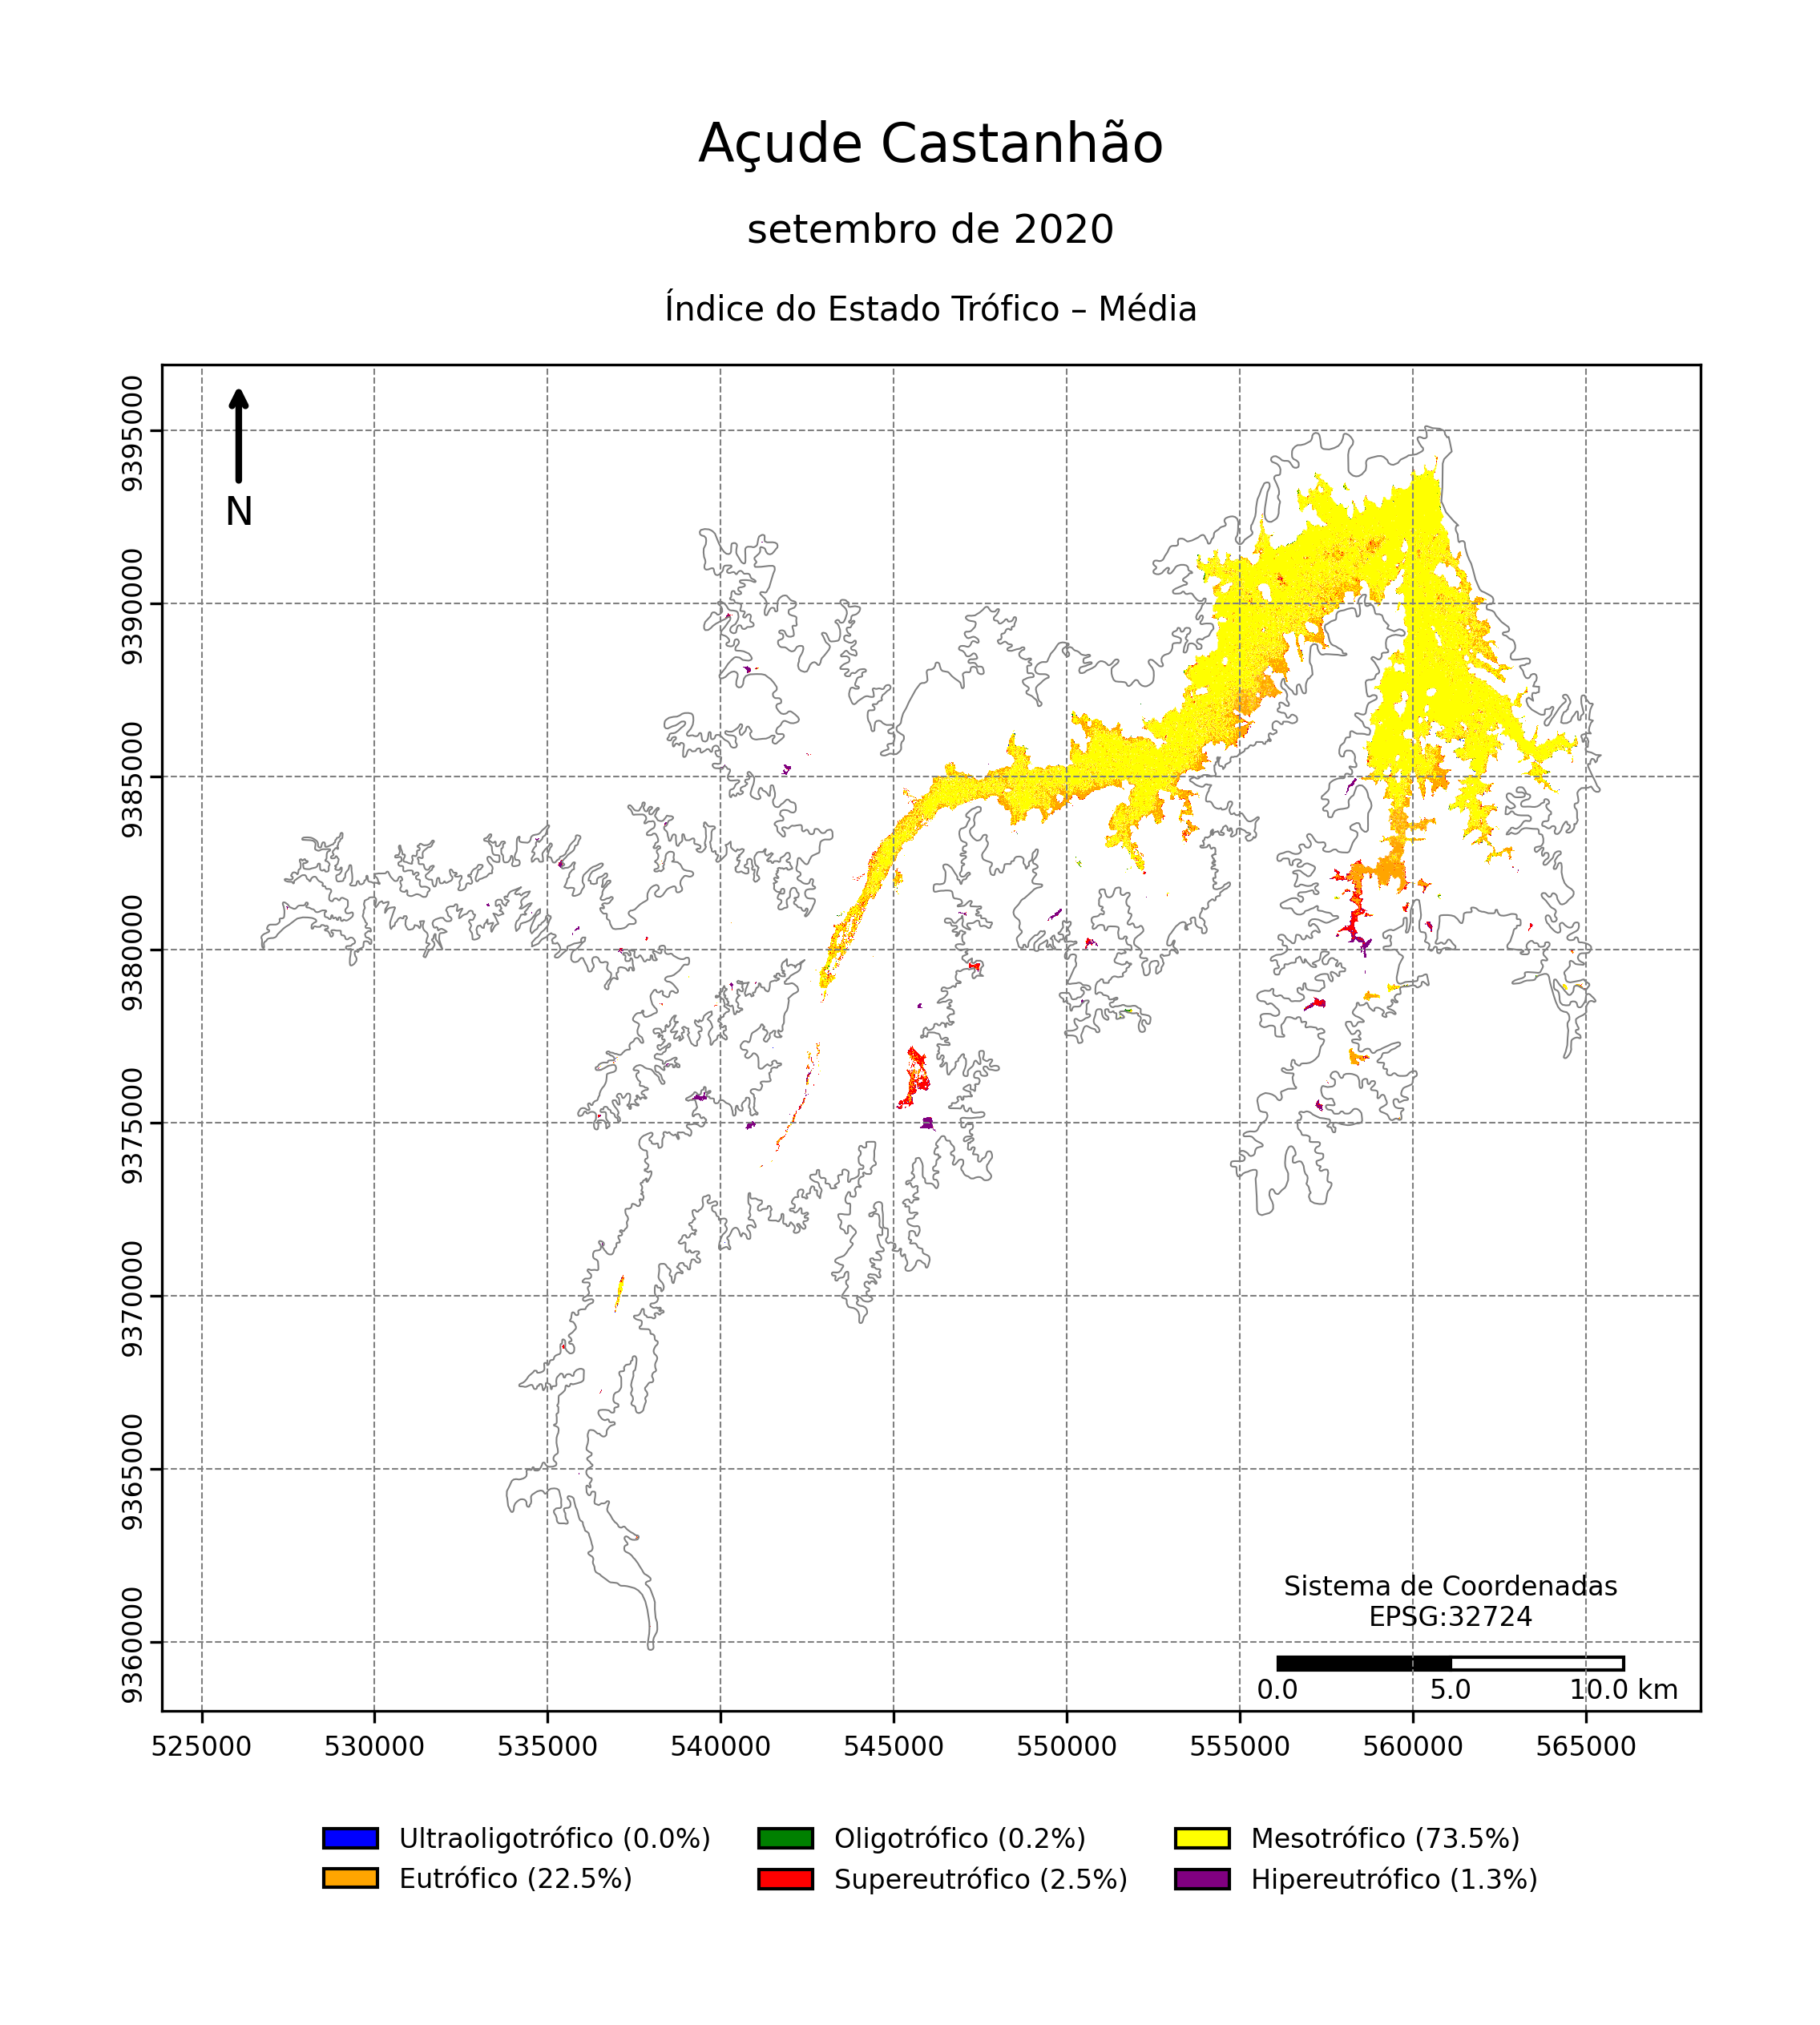 Açude Castanhão
setembro de 2020
Índice do Estado Trófico – Média
N
9395000
9390000
9385000
9380000
9375000
9370000
9365000
9360000
Sistema de Coordenadas
EPSG:32724
0.0 5.0 10.0 km
525000 530000 535000 540000 545000 550000 555000 560000 565000
Ultraoligotrófico (0.0%) Oligotrófico (0.2%) Mesotrófico (73.5%)
Eutrófico (22.5%) Supereutrófico (2.5%) Hipereutrófico (1.3%)